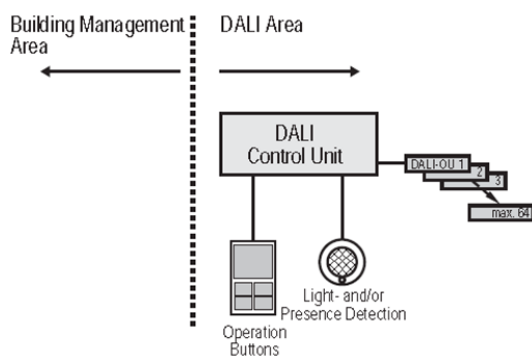 Building Management
Area
DALI Area
DALI
Control Unit
DALI-OU 1
2
3
max. 64
Light- and/or
Presence Detection
Operation
Buttons